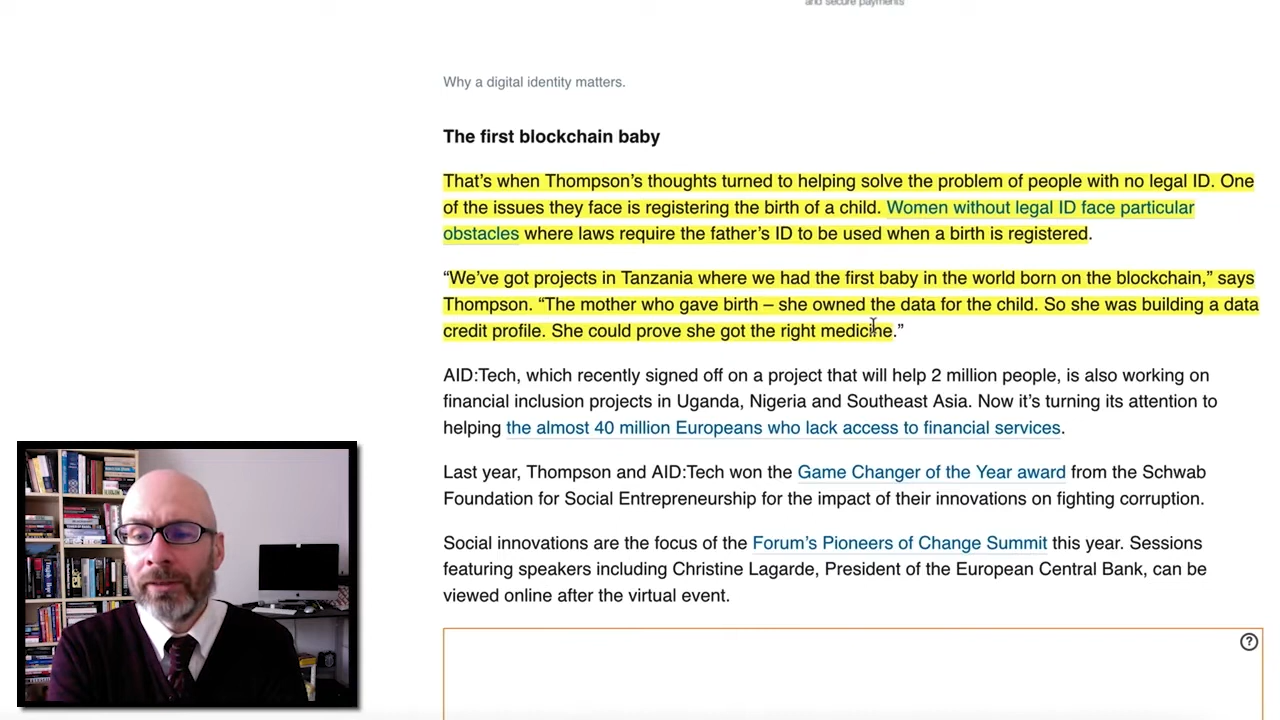 and secure payments
Why a digital identity matters.
The first blockchain baby
That’s when Thompson’s thoughts turned to helping solve the problem of people with no legal ID. One
of the issues they face is registering the birth of a child. Women without legal ID face particular
obstacles where laws require the father’s ID to be used when a birth is registered.
“We’ve got projects in Tanzania where we had the first baby in the world born on the blockchain,” says
Thompson. “The mother who gave birth – she owned the data for the child. So she was building a data
credit profile. She could prove she got the right medicine.”
AID:Tech, which recently signed off on a project that will help 2 million people, is also working on
financial inclusion projects in Uganda, Nigeria and Southeast Asia. Now it’s turning its attention to
helping the almost 40 million Europeans who lack access to financial services.
Last year, Thompson and AID:Tech won the Game Changer of the Year award from the Schwab
Foundation for Social Entrepreneurship for the impact of their innovations on fighting corruption.
Social innovations are the focus of the Forum’s Pioneers of Change Summit this year. Sessions
featuring speakers including Christine Lagarde, President of the European Central Bank, can be
viewed online after the virtual event.
?